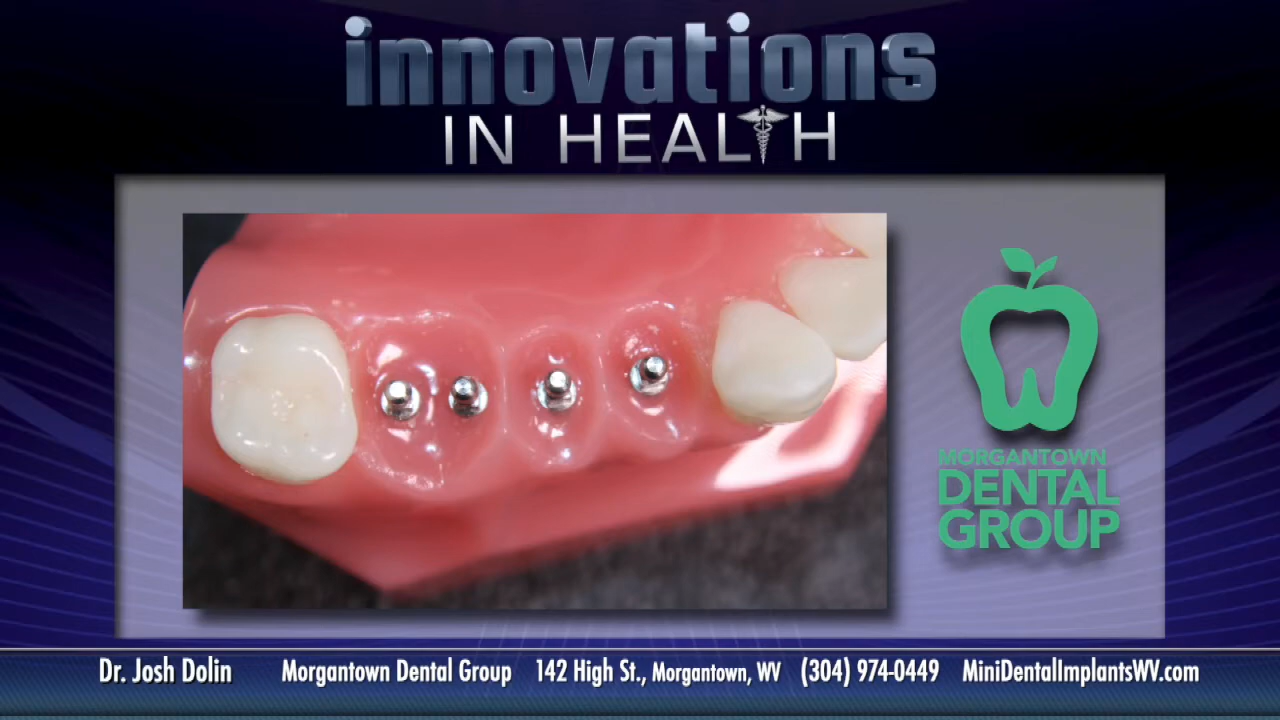 innovations
IN HEALTH
MORGANTOWN
DENTAL
GROUP
Dr. Josh Dolin Morgantown Dental Group 142 High St., Morgantown, WV (304) 974-0449 MiniDentalImplantsWV.com